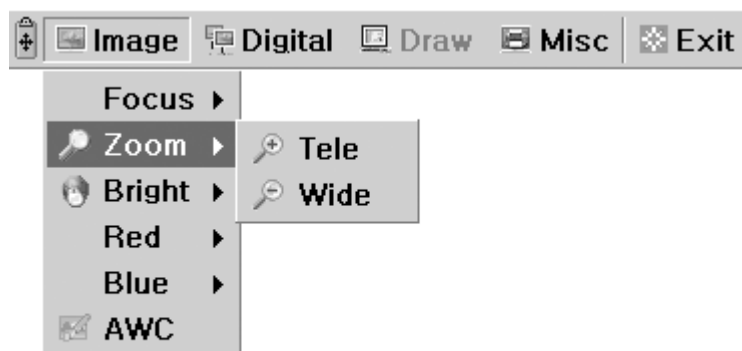 Image Digital Draw Misc Exit
Focus
Zoom
Tele
Bright
Wide
Red
Blue
AWC